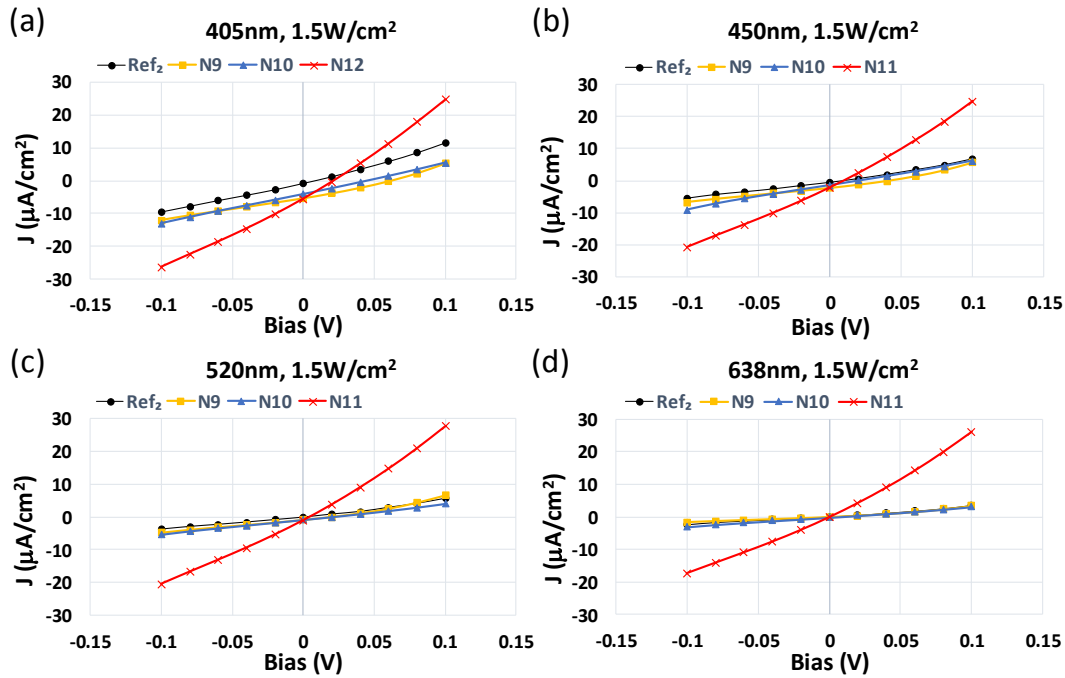 (a)
405nm, 1.5W/cm²
Ref₂ N9 N10 N12
30
20
10
0
-10
-20
-30
J (μA/cm²)
-0.15 -0.1 -0.05 0 0.05 0.1 0.15
Bias (V)
(b)
450nm, 1.5W/cm²
Ref₂ N9 N10 N11
30
20
10
0
-10
-20
-30
J (μA/cm²)
-0.15 -0.1 -0.05 0 0.05 0.1 0.15
Bias (V)
(c)
520nm, 1.5W/cm²
Ref₂ N9 N10 N11
30
20
10
0
-10
-20
-30
J (μA/cm²)
-0.15 -0.1 -0.05 0 0.05 0.1 0.15
Bias (V)
(d)
638nm, 1.5W/cm²
Ref₂ N9 N10 N11
30
20
10
0
-10
-20
-30
J (μA/cm²)
-0.15 -0.1 -0.05 0 0.05 0.1 0.15
Bias (V)